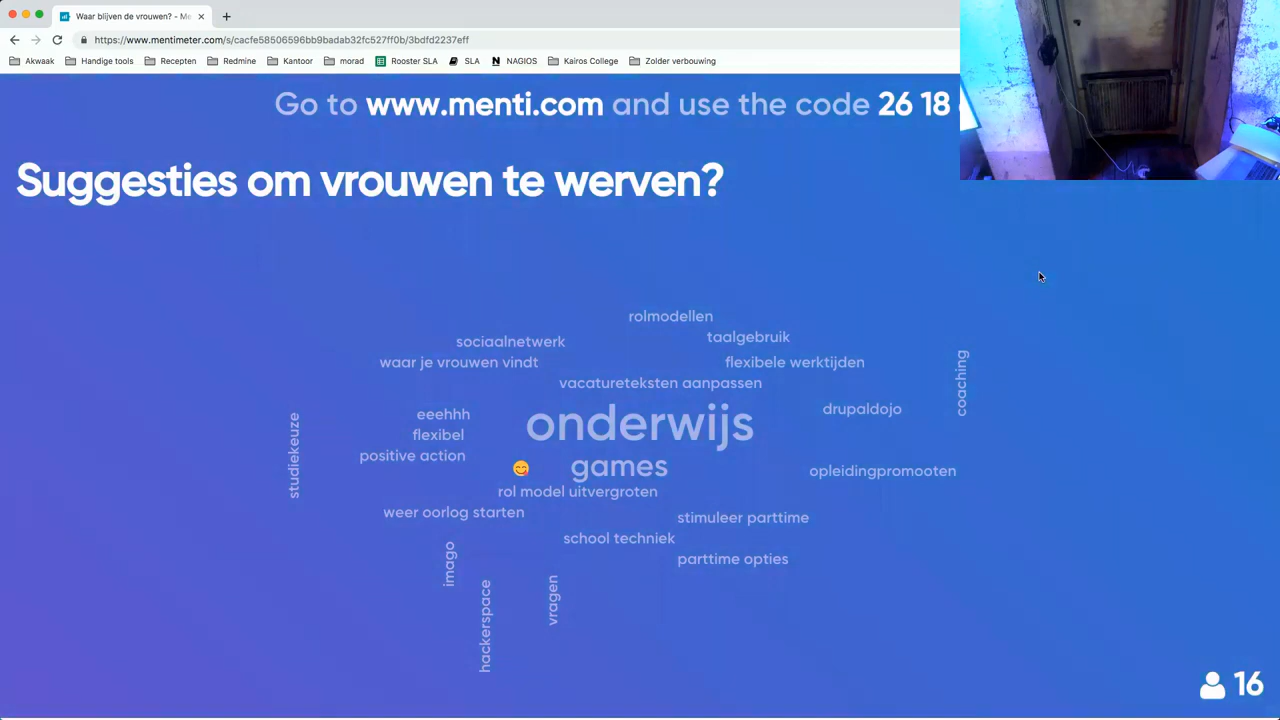 Waar blijven de vrouwen? - Me
https://www.mentimeter.com/s/cacfe58506596bb9badab32fc527ff0b/3bdfd2237eff
Akwaak Handige tools Recepten Redmine Kantoor morad Rooster SLA SLA NAGIOS Kairos College Zolder verbouwing
Go to www.menti.com and use the code 26 18
Suggesties om vrouwen te werven?
rolmodellen
sociaalnetwerk
taalgebruik
waar je vrouwen vindt
flexibele werktijden
coaching
vacatureteksten aanpassen
drupaldojo
eeehhh
onderwijs
flexibel
studiekeuze
positive action
😋
games
opleidingpromooten
rol model uitvergroten
weer oorlog starten
stimuleer parttime
school techniek
imago
parttime opties
vragen
hackerspace
16